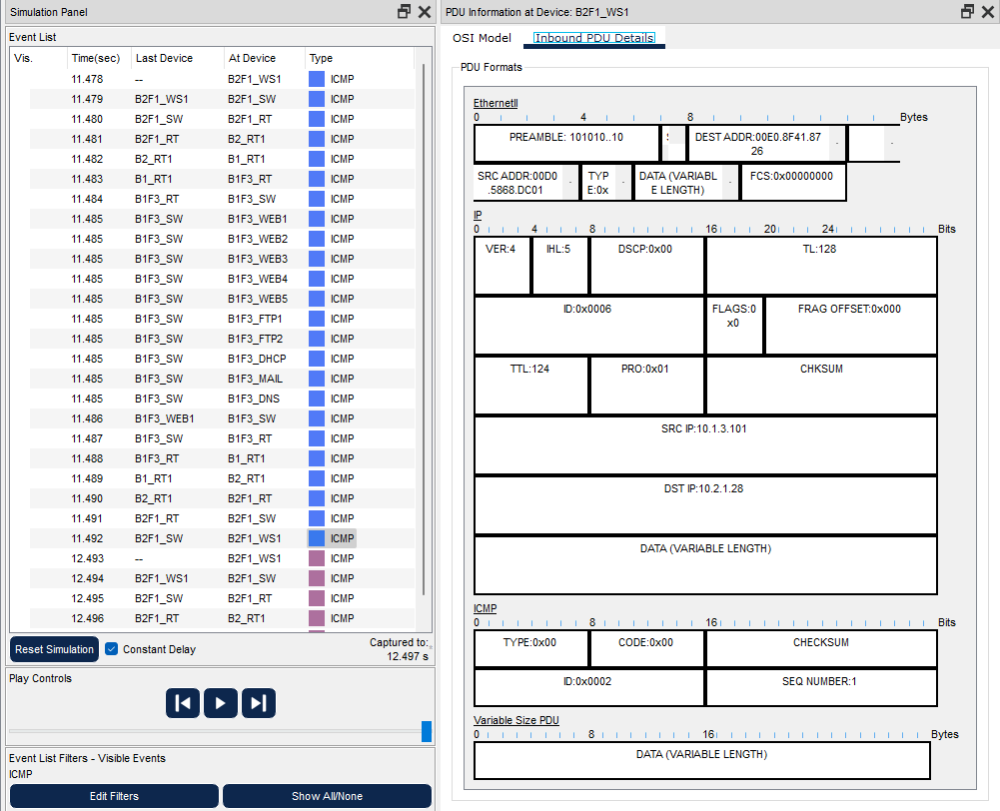 Simulation Panel
Event List
Vis. Time(sec) Last Device At Device Type
11.478 -- B2F1_WS1 ICMP
11.479 B2F1_WS1 B2F1_SW ICMP
11.480 B2F1_SW B2F1_RT ICMP
11.481 B2F1_RT B2_RT1 ICMP
11.482 B2_RT1 B1_RT1 ICMP
11.483 B1_RT1 B1F3_RT ICMP
11.484 B1F3_RT B1F3_SW ICMP
11.485 B1F3_SW B1F3_WEB1 ICMP
11.485 B1F3_SW B1F3_WEB2 ICMP
11.485 B1F3_SW B1F3_WEB3 ICMP
11.485 B1F3_SW B1F3_WEB4 ICMP
11.485 B1F3_SW B1F3_WEB5 ICMP
11.485 B1F3_SW B1F3_FTP1 ICMP
11.485 B1F3_SW B1F3_FTP2 ICMP
11.485 B1F3_SW B1F3_DHCP ICMP
11.485 B1F3_SW B1F3_MAIL ICMP
11.485 B1F3_SW B1F3_DNS ICMP
11.486 B1F3_WEB1 B1F3_SW ICMP
11.487 B1F3_SW B1F3_RT ICMP
11.488 B1F3_RT B1_RT1 ICMP
11.489 B1_RT1 B2_RT1 ICMP
11.490 B2_RT1 B2F1_RT ICMP
11.491 B2F1_RT B2F1_SW ICMP
11.492 B2F1_SW B2F1_WS1 ICMP
12.493 -- B2F1_WS1 ICMP
12.494 B2F1_WS1 B2F1_SW ICMP
12.495 B2F1_SW B2F1_RT ICMP
12.496 B2F1_RT B2_RT1 ICMP
Reset Simulation Constant Delay Captured to:
12.497 s
Play Controls
Event List Filters - Visible Events
ICMP
Edit Filters Show All/None
PDU Information at Device: B2F1_WS1
OSI Model Inbound PDU Details
PDU Formats
EthernetII
0 4 8 Bytes
PREAMBLE: 101010..10 DEST ADDR:00E0.8F41.87
26
SRC ADDR:00D0 TYP DATA (VARIABL FCS:0x00000000
.5868.DC01 E:0x E LENGTH)
IP
0 4 8 16 20 24 Bits
VER:4 IHL:5 DSCP:0x00 TL:128
ID:0x0006 FLAGS:0 FRAG OFFSET:0x000
x0
TTL:124 PRO:0x01 CHKSUM
SRC IP:10.1.3.101
DST IP:10.2.1.28
DATA (VARIABLE LENGTH)
ICMP
0 8 16 Bits
TYPE:0x00 CODE:0x00 CHECKSUM
ID:0x0002 SEQ NUMBER:1
Variable Size PDU
0 8 16 Bytes
DATA (VARIABLE LENGTH)